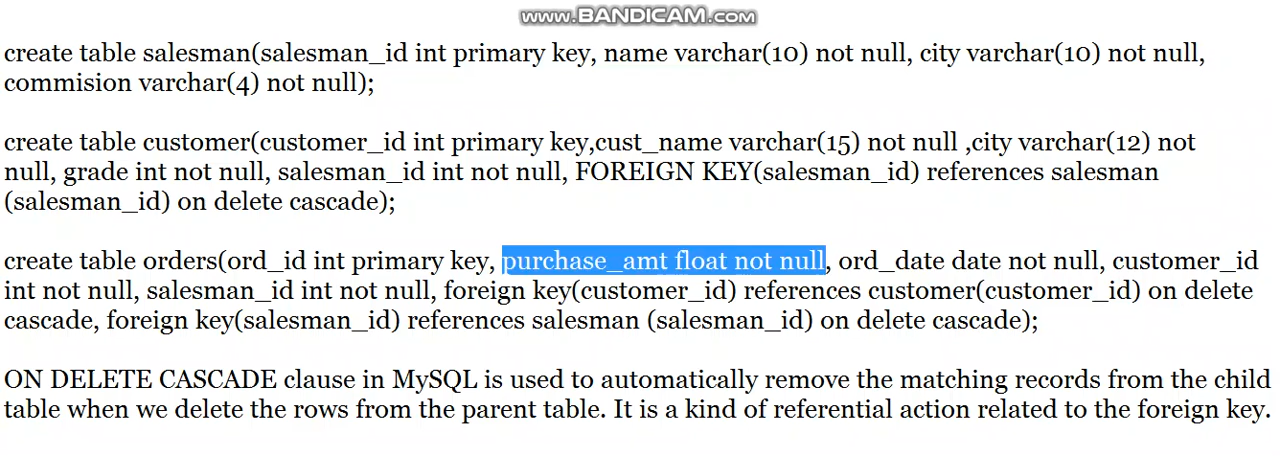 www.BANDICAM.com
create table salesman(salesman_id int primary key, name varchar(10) not null, city varchar(10) not null,
commision varchar(4) not null);
create table customer(customer_id int primary key,cust_name varchar(15) not null ,city varchar(12) not
null, grade int not null, salesman_id int not null, FOREIGN KEY(salesman_id) references salesman
(salesman_id) on delete cascade);
create table orders(ord_id int primary key, purchase_amt float not null, ord_date date not null, customer_id
int not null, salesman_id int not null, foreign key(customer_id) references customer(customer_id) on delete
cascade, foreign key(salesman_id) references salesman (salesman_id) on delete cascade);
ON DELETE CASCADE clause in MySQL is used to automatically remove the matching records from the child
table when we delete the rows from the parent table. It is a kind of referential action related to the foreign key.